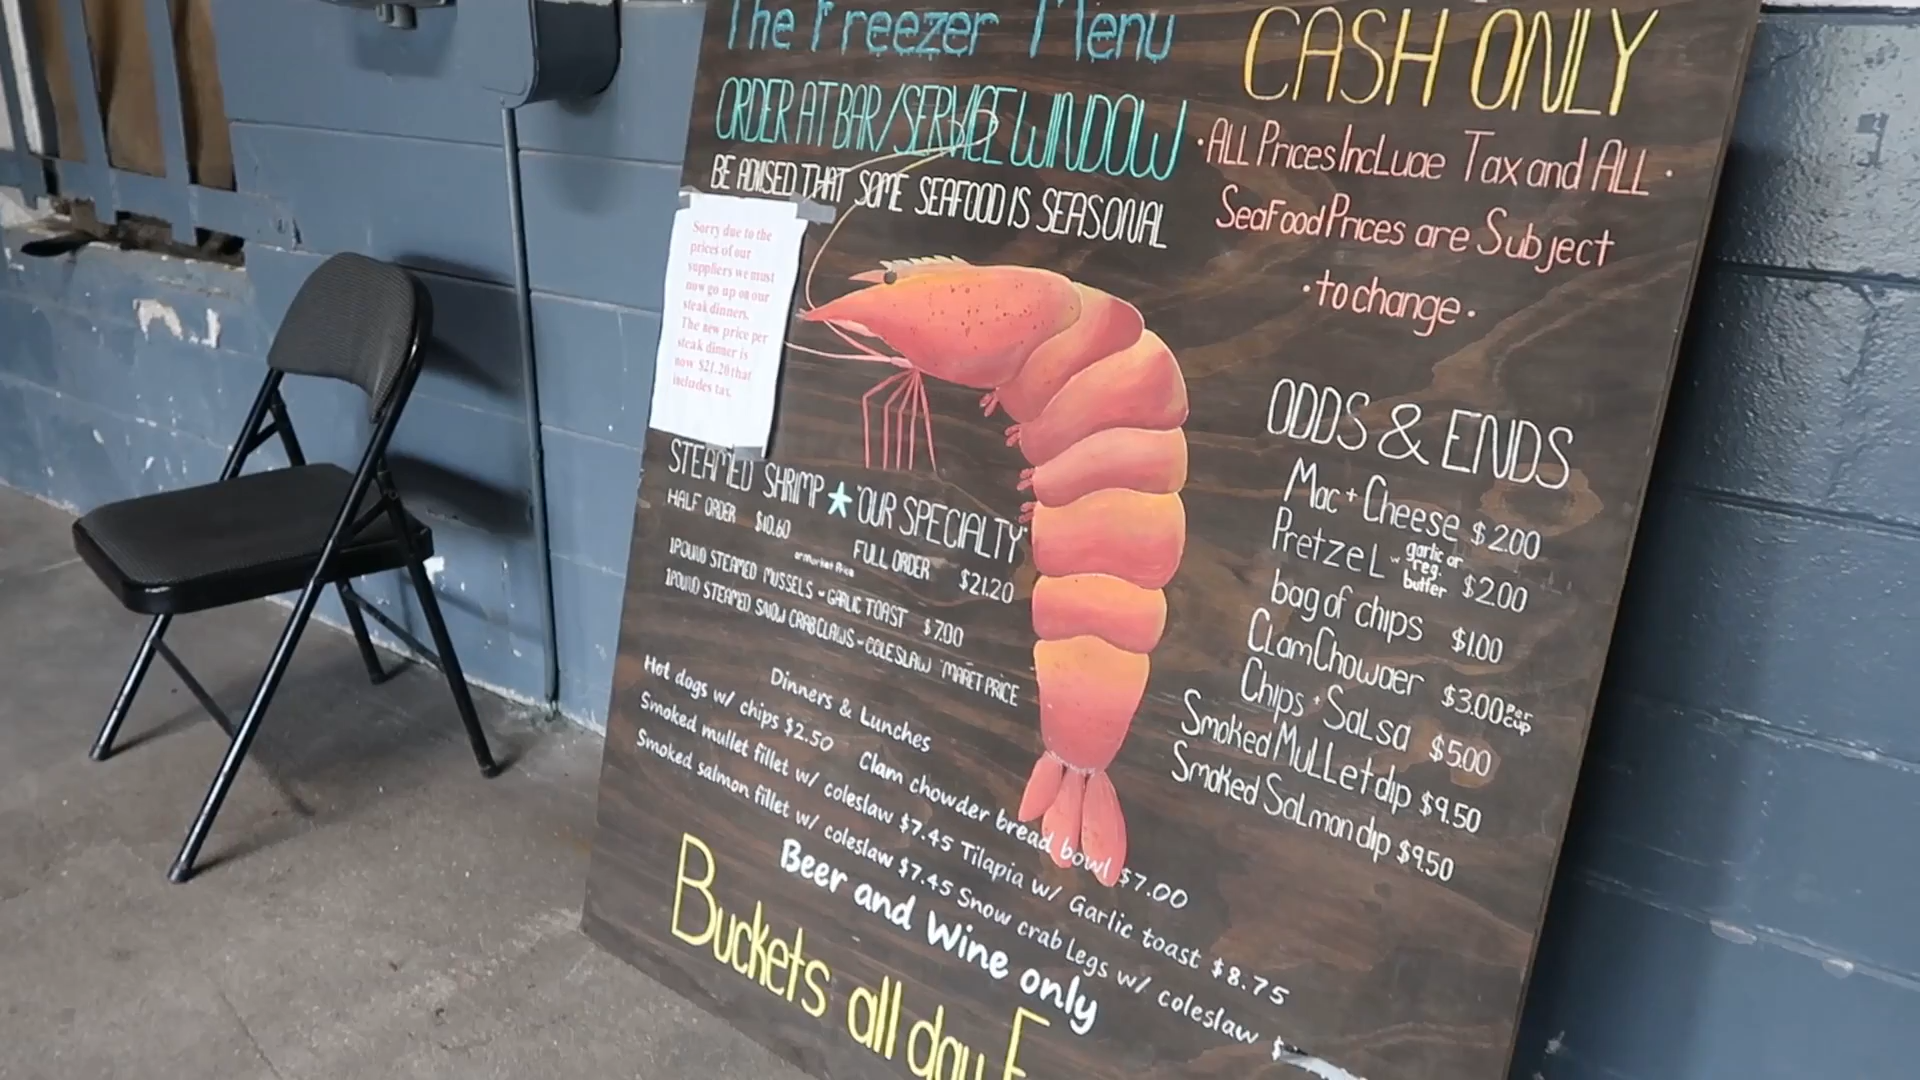 The Freezer Menu
ORDER AT BAR/SERVICE WINDOW
BE ADVISED THAT SOME SEAFOOD IS SEASONAL
CASH ONLY
·ALL Prices IncLude Tax and ALL·
SeaFood Prices are Subject
·to change·
Sorry due to the
prices of our
suppliers we must
now go up on our
steak dinners.
The new price per
steak dinner is
now $21.20 that
includes tax.
STEAMED SHRIMP ★ "OUR SPECIALTY"
HALF ORDER $10.60 FULL ORDER $21.20
or Market Price
1 POUND STEAMED MUSSELS - GARLIC TOAST $7.00
1 POUND STEAMED SNOW CRAB CLAWS - COLESLAW "MARET PRICE
Dinners & Lunches
Hot dogs w/ chips $2.50 Clam chowder bread bowl $7.00
Smoked mullet fillet w/ coleslaw $7.45 Tilapia w/ Garlic toast $8.75
Smoked salmon fillet w/ coleslaw $7.45 Snow crab Legs w/ coleslaw $
Beer and Wine only
Buckets all day
ODDS & ENDS
Mac + Cheese $2.00
PretzeL w garlic or reg. butter $2.00
bag of chips $1.00
CLam Chowder $3.00 Per cup
Chips + SaLsa $5.00
Smoked MuLLet dip $9.50
Smoked SaLmon dip $9.50